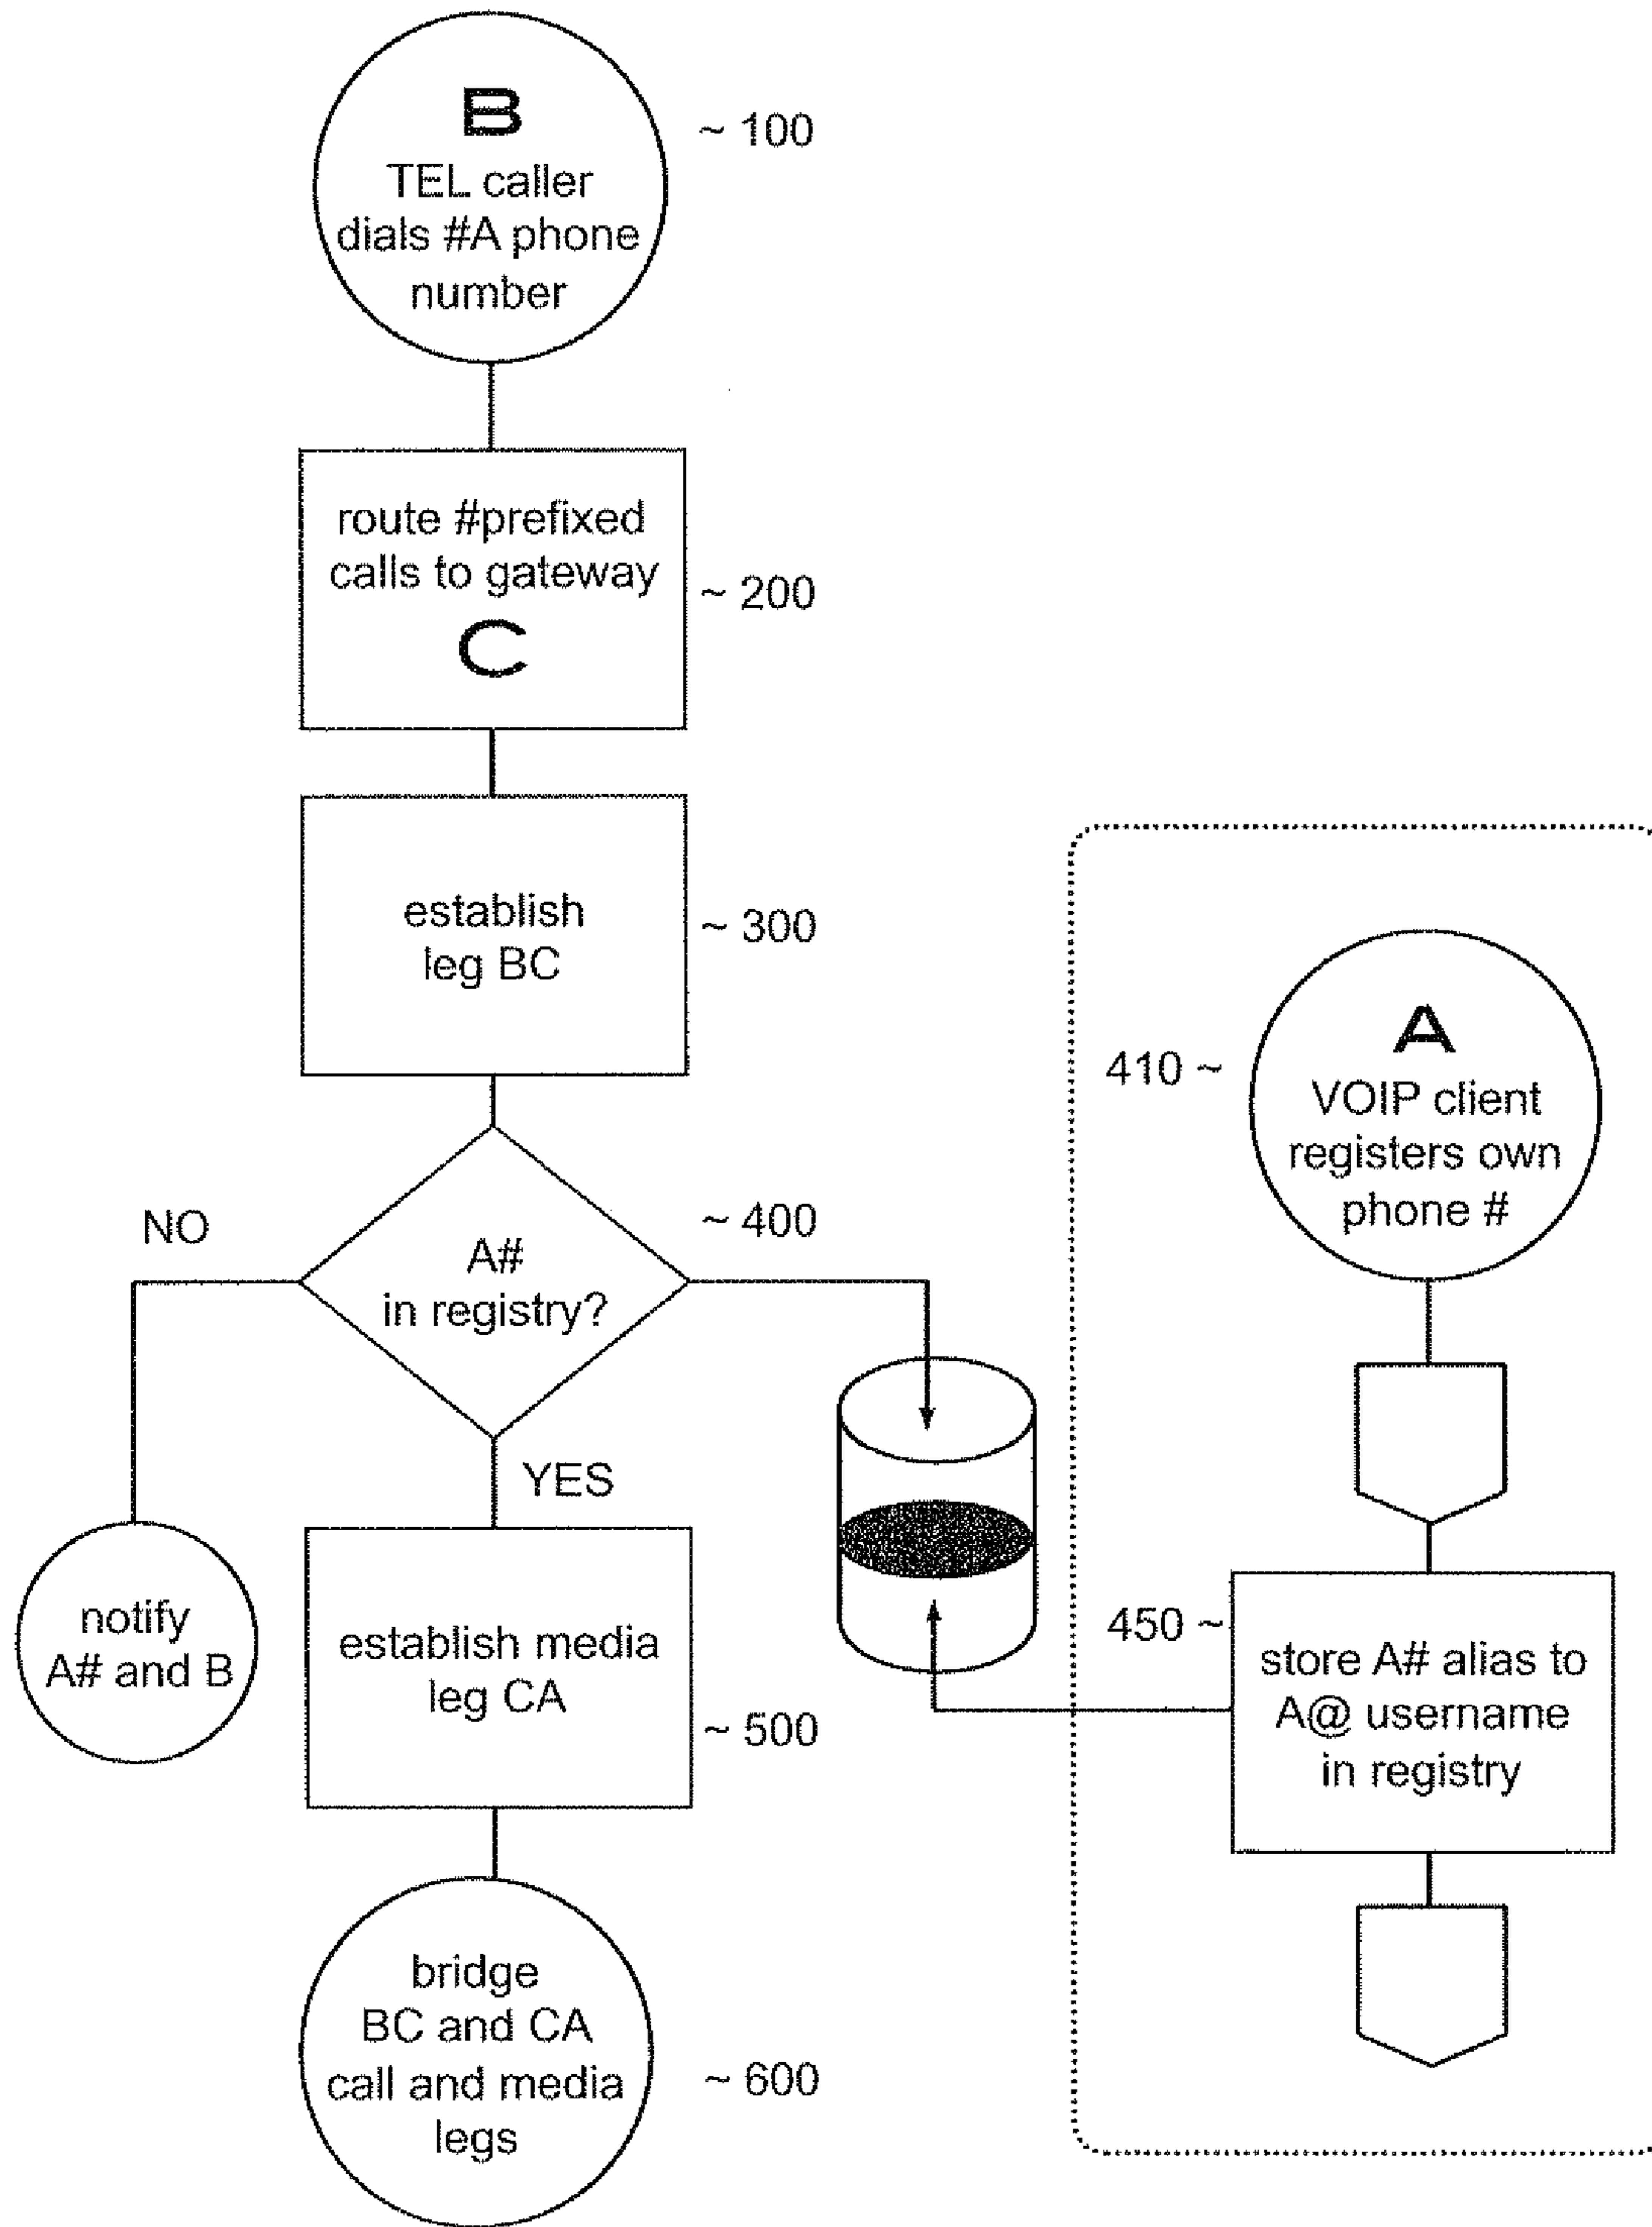 B
TEL caller
dials #A phone
number
~ 100
route #prefixed
calls to gateway
C
~ 200
establish
leg BC
~ 300
A#
in registry?
~ 400
NO
YES
notify
A# and B
establish media
leg CA
~ 500
bridge
BC and CA
call and media
legs
~ 600
410 ~
A
VOIP client
registers own
phone #
450 ~
store A# alias to
A@ username
in registry